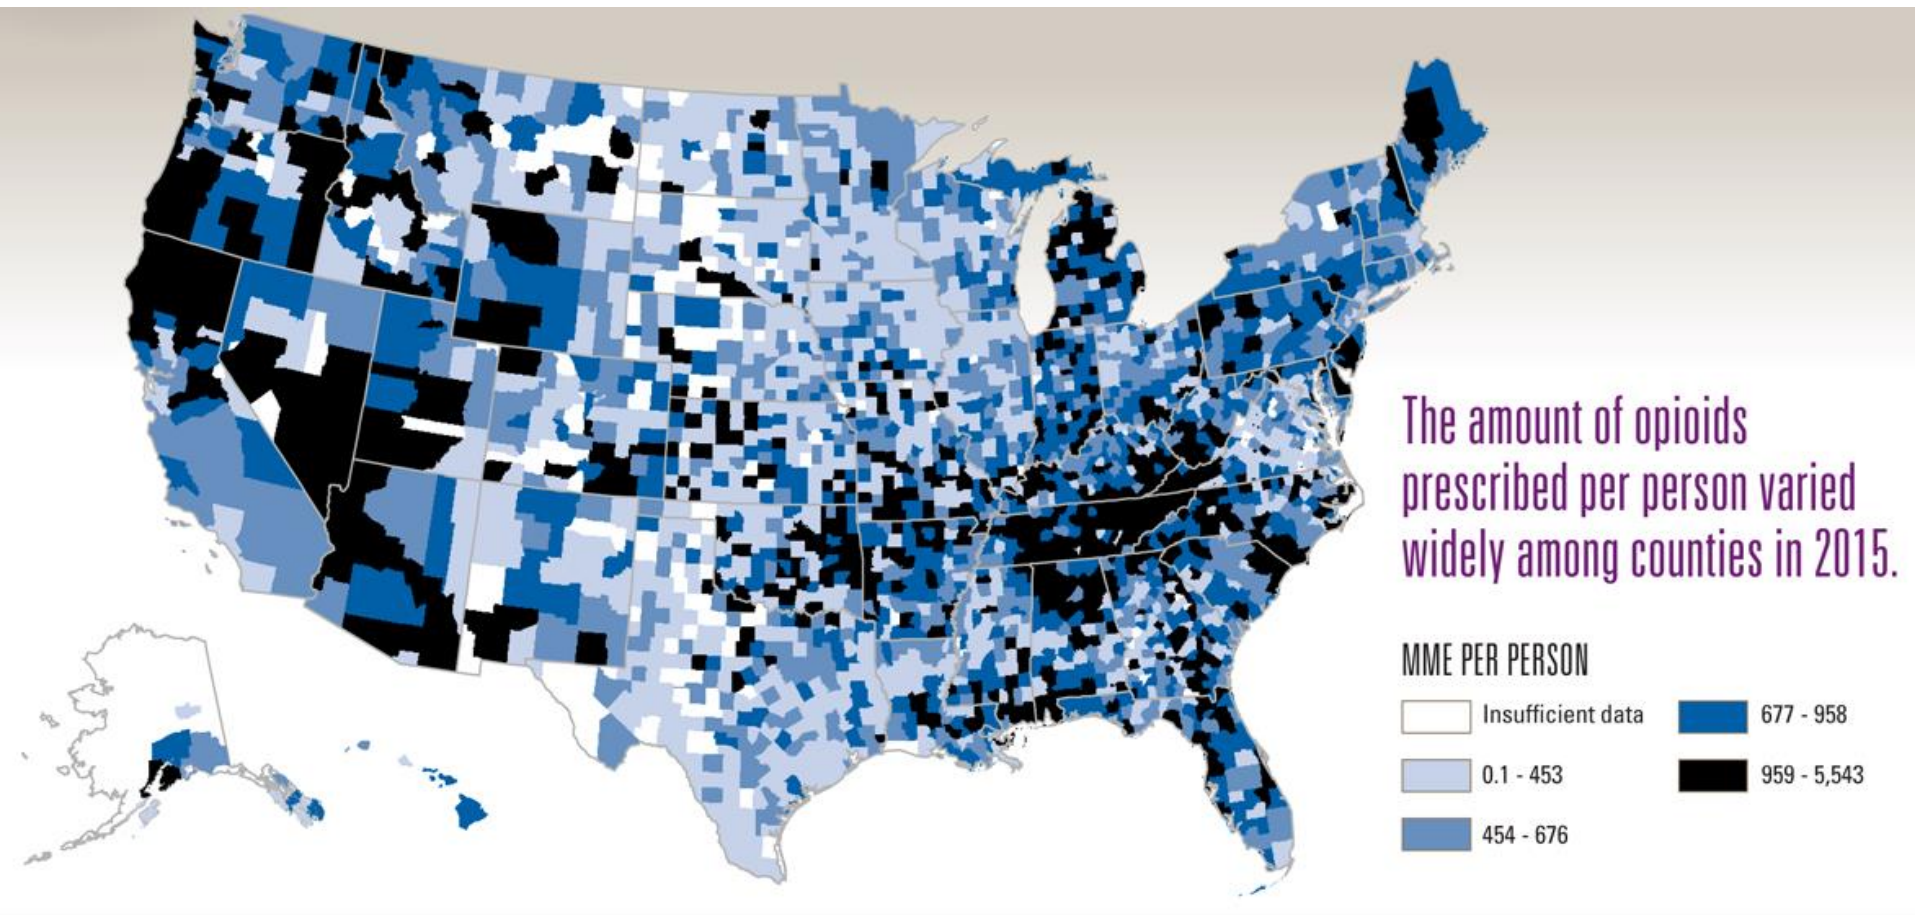 The amount of opioids
prescribed per person varied
widely among counties in 2015.
MME PER PERSON
Insufficient data
0.1 - 453
454 - 676
677 - 958
959 - 5,543